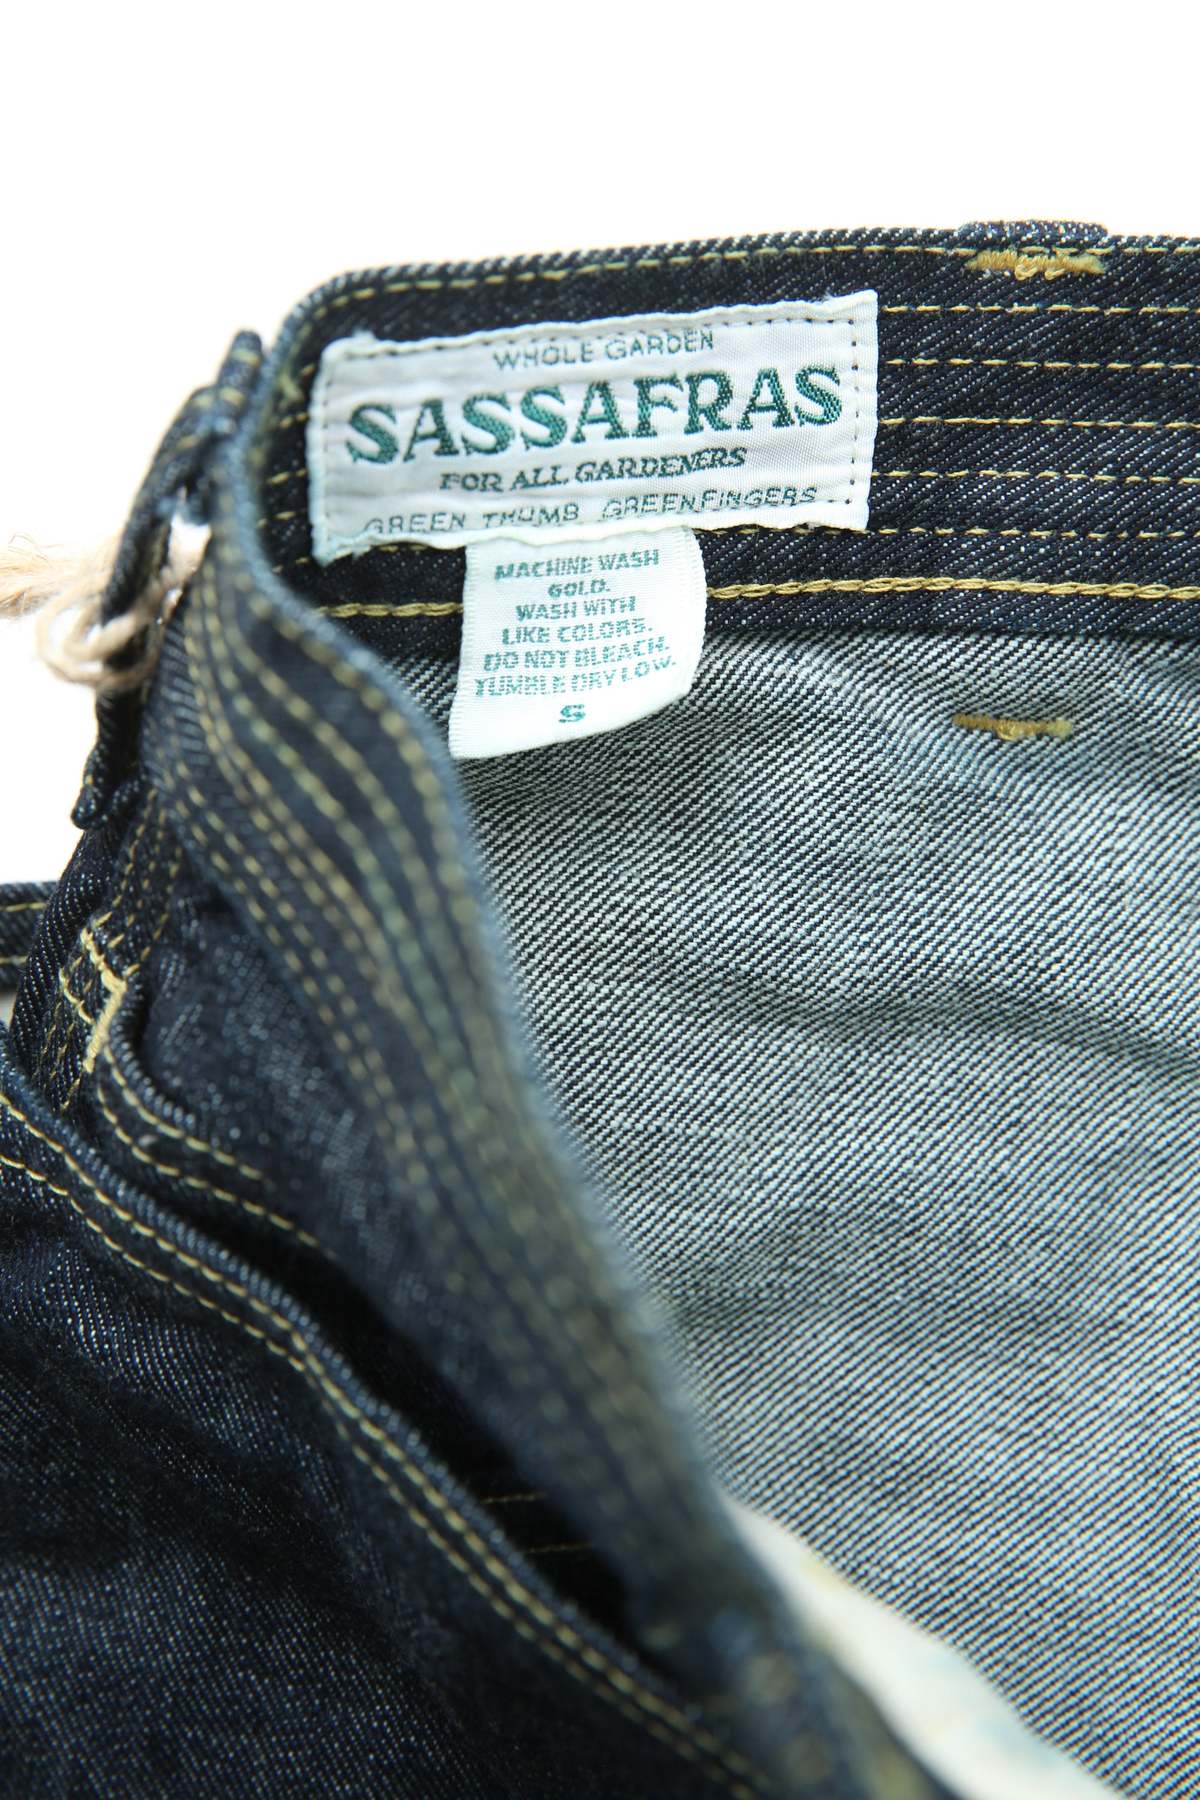 WHOLE GARDEN
SASSAFRAS
FOR ALL GARDENERS
GREEN THUMB GREENFINGERS
MACHINE WASH
GOLD.
WASH WITH
LIKE COLORS.
DO NOT BLEACH.
TUMBLE DRY LOW.
S